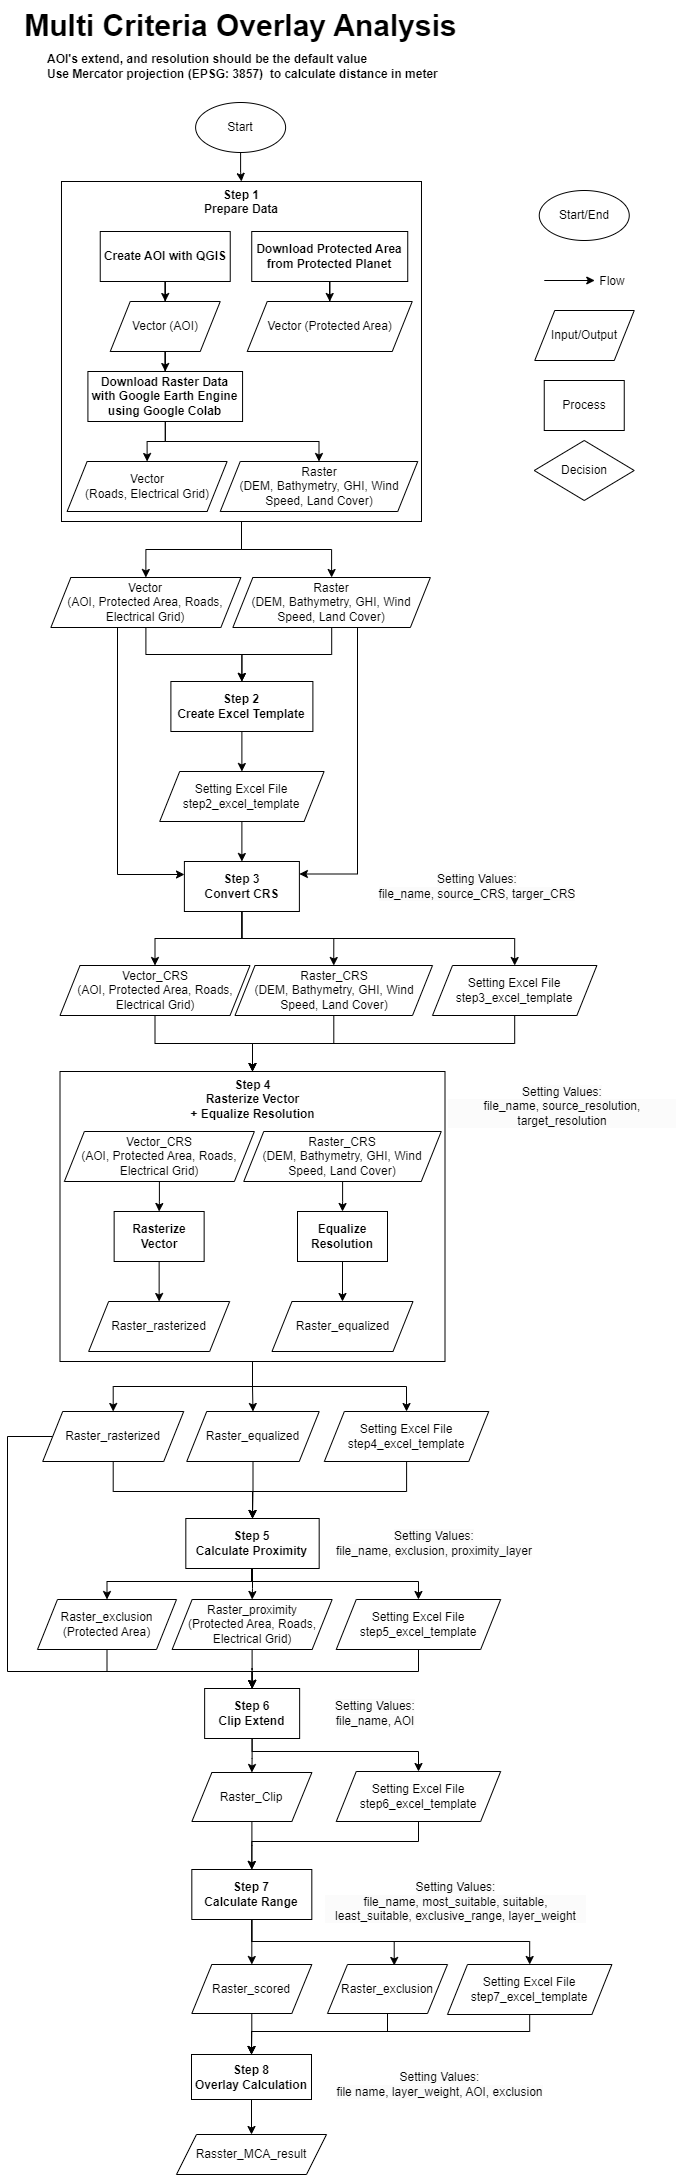 Multi Criteria Overlay Analysis
AOI's extend, and resolution should be the default value
Use Mercator projection (EPSG: 3857)  to calculate distance in meter
Start
Step 1
Prepare Data
Create AOI with QGIS
Download Protected Area
from Protected Planet
Vector (AOI)
Vector (Protected Area)
Download Raster Data
with Google Earth Engine
using Google Colab
Vector
(Roads, Electrical Grid)
Raster
(DEM, Bathymetry, GHI, Wind
Speed, Land Cover)
Start/End
Flow
Input/Output
Process
Decision
Vector
(AOI, Protected Area, Roads,
Electrical Grid)
Raster
(DEM, Bathymetry, GHI, Wind
Speed, Land Cover)
Step 2
Create Excel Template
Setting Excel File
step2_excel_template
Step 3
Convert CRS
Setting Values:
file_name, source_CRS, targer_CRS
Vector_CRS
(AOI, Protected Area, Roads,
Electrical Grid)
Raster_CRS
(DEM, Bathymetry, GHI, Wind
Speed, Land Cover)
Setting Excel File
step3_excel_template
Step 4
Rasterize Vector
+ Equalize Resolution
Setting Values:
file_name, source_resolution,
target_resolution
Vector_CRS
(AOI, Protected Area, Roads,
Electrical Grid)
Raster_CRS
(DEM, Bathymetry, GHI, Wind
Speed, Land Cover)
Rasterize
Vector
Equalize
Resolution
Raster_rasterized
Raster_equalized
Raster_rasterized
Raster_equalized
Setting Excel File
step4_excel_template
Step 5
Calculate Proximity
Setting Values:
file_name, exclusion, proximity_layer
Raster_exclusion
(Protected Area)
Raster_proximity
(Protected Area, Roads,
Electrical Grid)
Setting Excel File
step5_excel_template
Step 6
Clip Extend
Setting Values:
file_name, AOI
Raster_Clip
Setting Excel File
step6_excel_template
Step 7
Calculate Range
Setting Values:
file_name, most_suitable, suitable,
least_suitable, exclusive_range, layer_weight
Raster_scored
Raster_exclusion
Setting Excel File
step7_excel_template
Step 8
Overlay Calculation
Setting Values:
file name, layer_weight, AOI, exclusion
Rasster_MCA_result